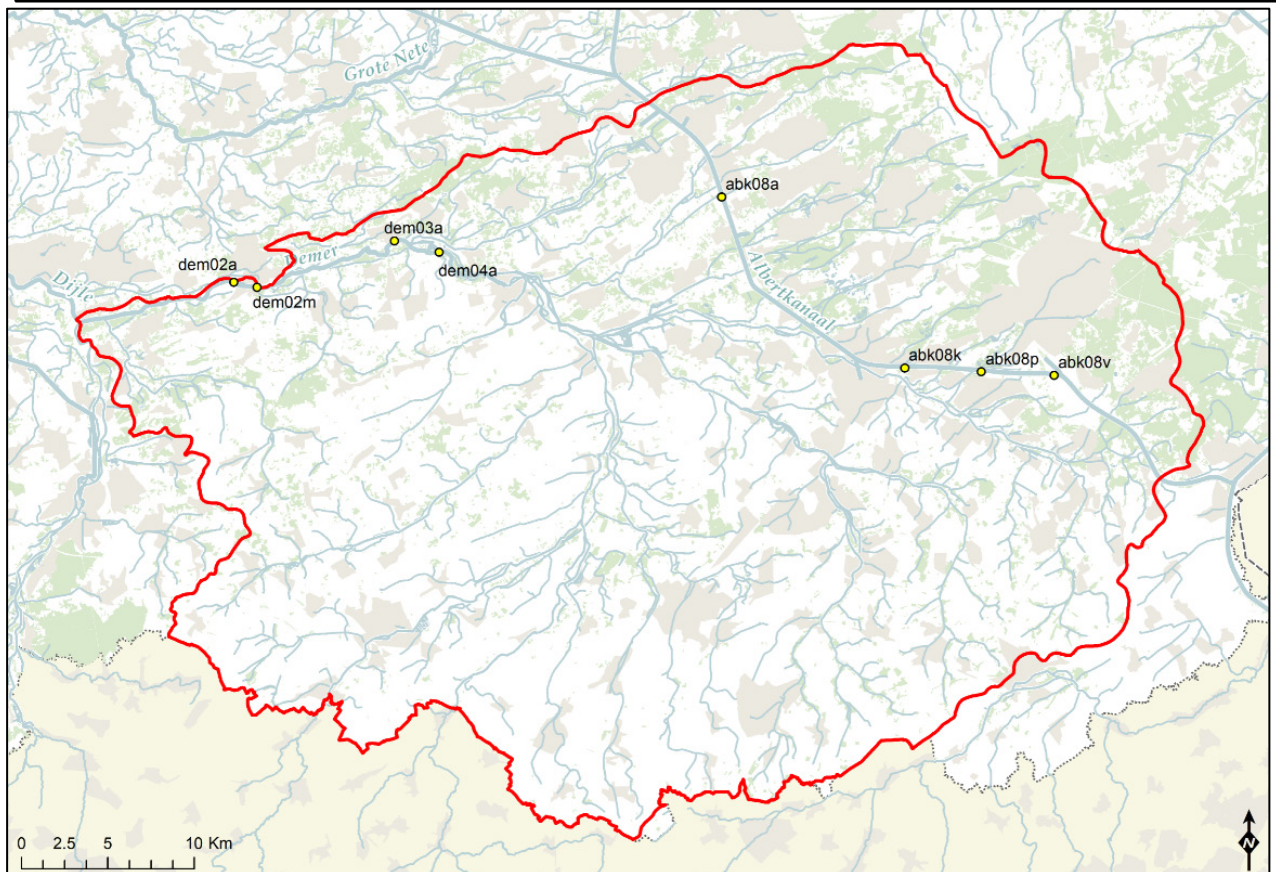 Grote Nete
abk08a
dem03a
Demer
dem04a
dem02a
Dijle
dem02m
Albertkanaal
abk08k
abk08p
abk08v
0 2.5 5 10 Km
N